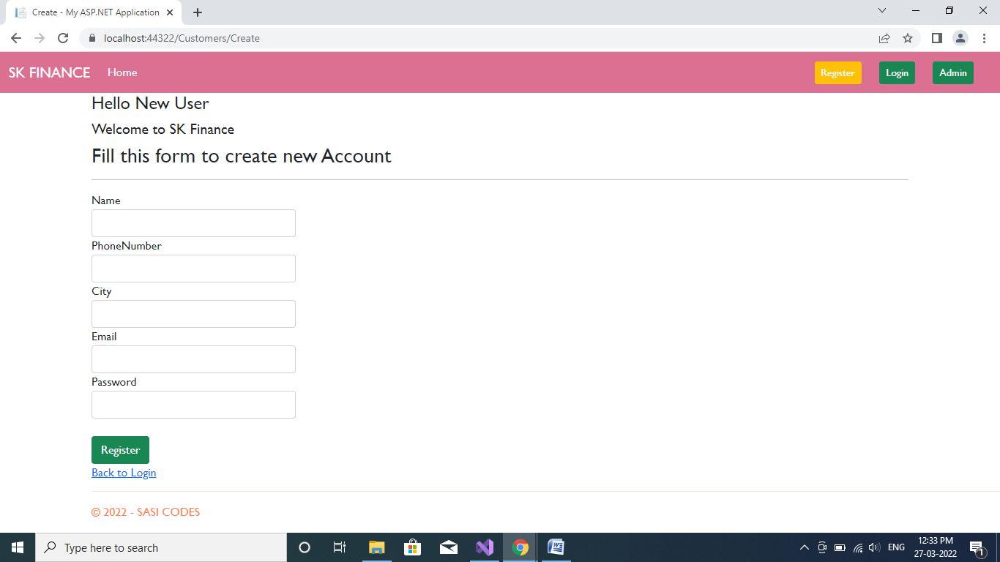 Create - My ASP.NET Application
localhost:44322/Customers/Create
SK FINANCE Home Register Login Admin
Hello New User
Welcome to SK Finance
Fill this form to create new Account
Name
PhoneNumber
City
Email
Password
Register
Back to Login
© 2022 - SASI CODES
Type here to search
ENG
12:33 PM
27-03-2022
1